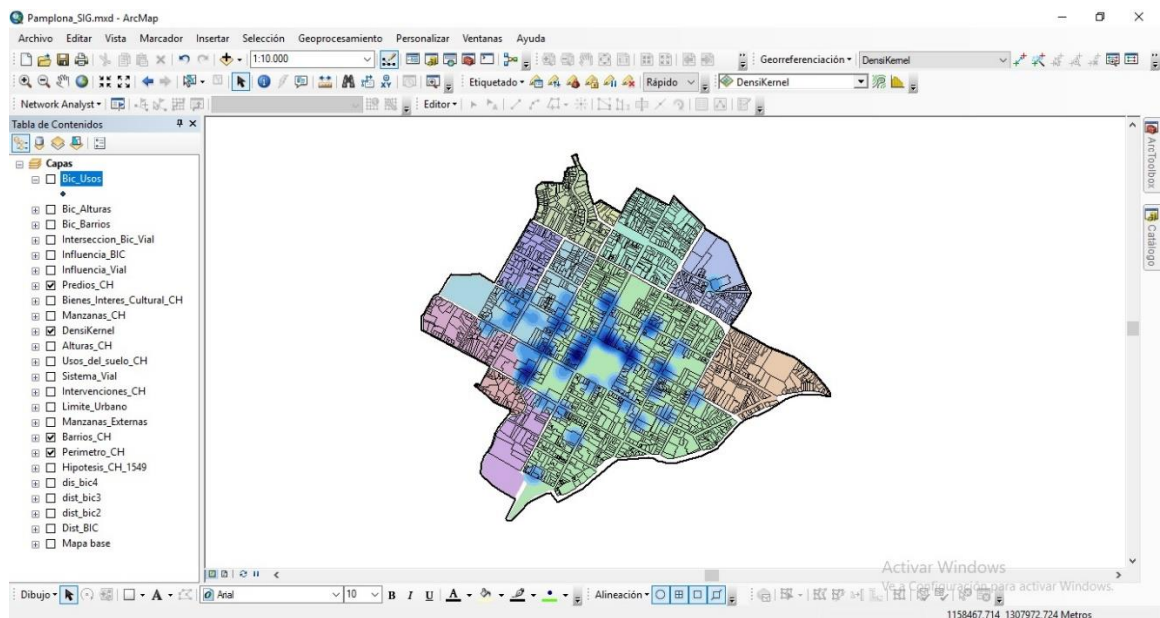 Pamplona_SIG.mxd - ArcMap
Archivo Editar Vista Marcador Insertar Selección Geoprocesamiento Personalizar Ventanas Ayuda
1:10.000 Georreferenciación DensiKernel
Etiquetado Rápido DensiKernel
Network Analyst Editor
Tabla de Contenidos
Capas
Bic_Usos
Bic_Alturas
Bic_Barrios
Interseccion_Bic_Vial
Influencia_BIC
Influencia_Vial
Predios_CH
Bienes_Interes_Cultural_CH
Manzanas_CH
DensiKernel
Alturas_CH
Usos_del_suelo_CH
Sistema_Vial
Intervenciones_CH
Limite_Urbano
Manzanas_Externas
Barrios_CH
Perimetro_CH
Hipotesis_CH_1549
dis_bic4
dist_bic3
dist_bic2
Dist_BIC
Mapa base
ArcToolbox
Catálogo
Activar Windows
Ve a Configuración para activar Windows.
Dibujo A Arial 10 B I U A Alineación
1158467,714 1307972,724 Metros